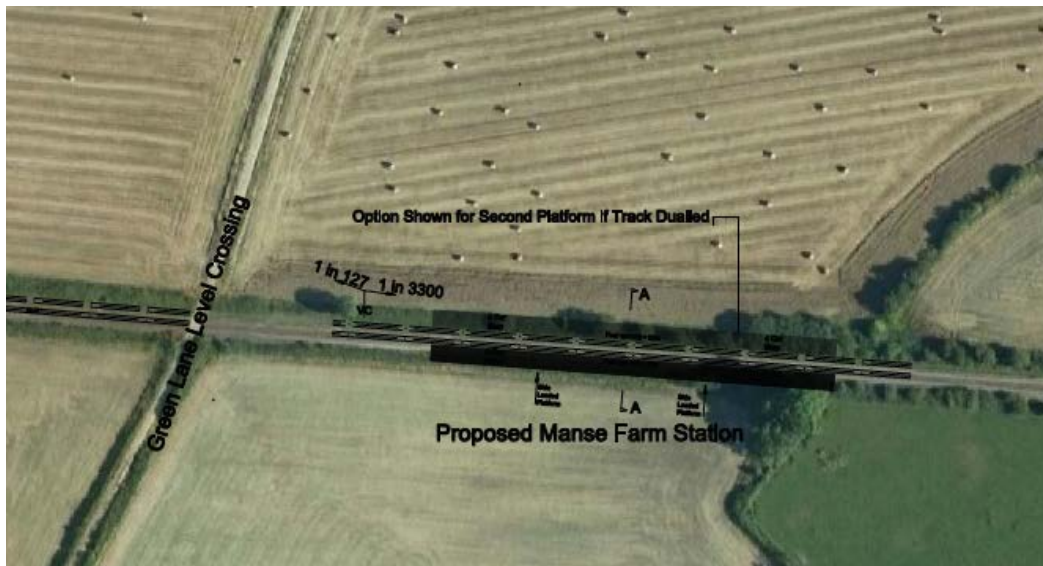 Option Shown for Second Platform if Track Dualled
Green Lane Level Crossing
1 in 127 1 in 3300
VC
A
A
Proposed Manse Farm Station